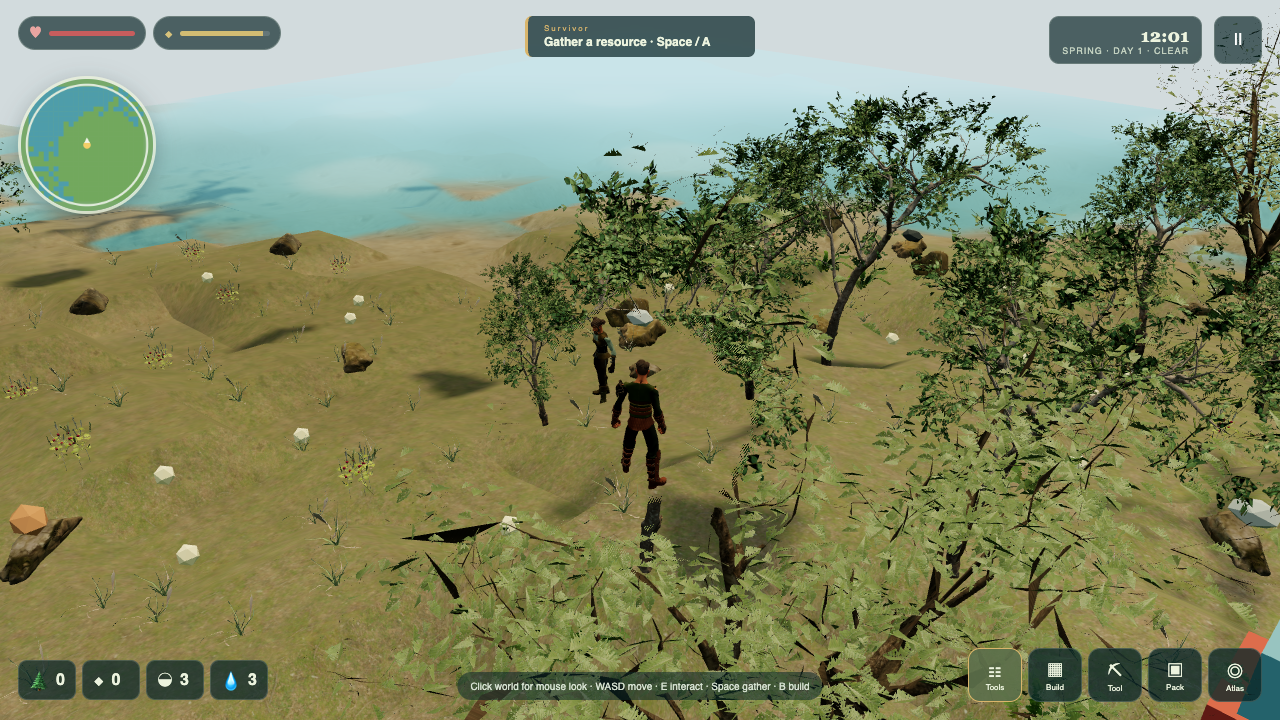 Survivor
Gather a resource · Space / A
12:01
SPRING · DAY 1 · CLEAR
0
0
3
3
Click world for mouse look · WASD move · E interact · Space gather · B build
Tools
Build
Tool
Pack
Atlas